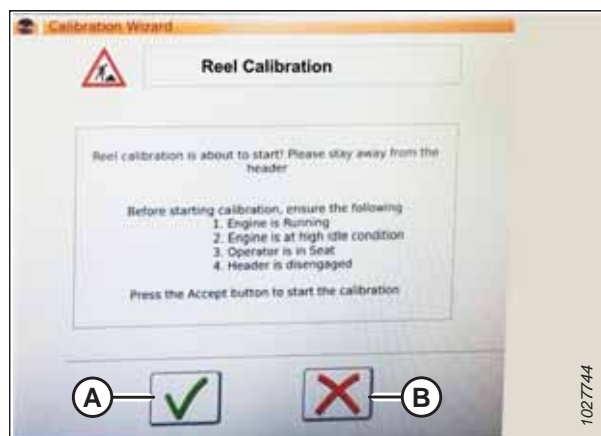 Calibration Wizard
Reel Calibration
Reel calibration is about to start! Please stay away from the
header
Before starting calibration, ensure the following
1. Engine is Running
2. Engine is at high idle condition
3. Operator is in Seat
4. Header is disengaged
Press the Accept button to start the calibration
A
B
1027744